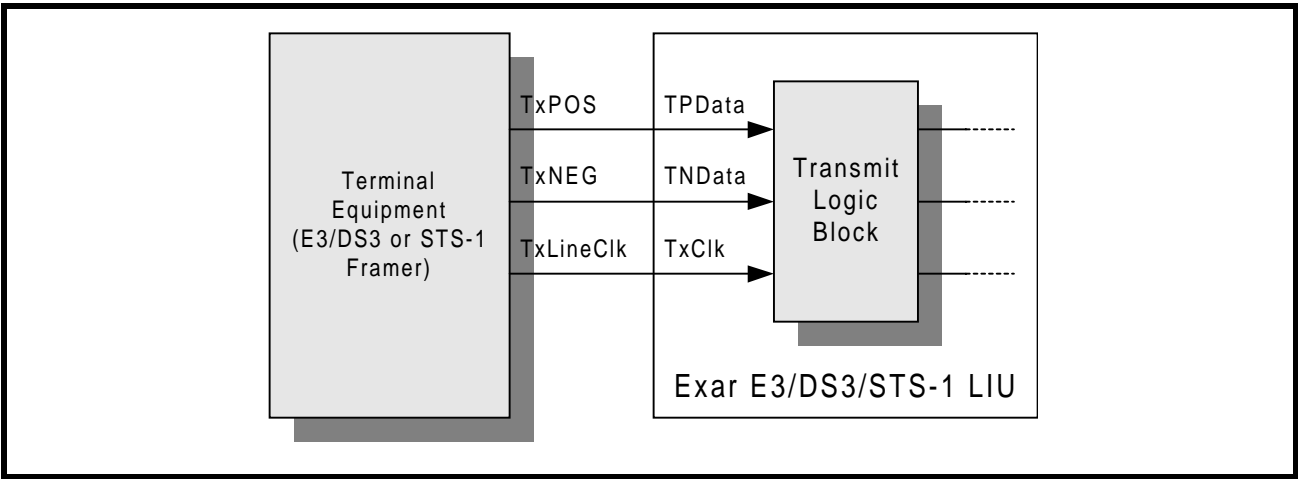 Terminal
Equipment
(E3/DS3 or STS-1
Framer)
TxPOS
TxNEG
TxLineClk
TPData
TNData
TxClk
Transmit
Logic
Block
Exar E3/DS3/STS-1 LIU